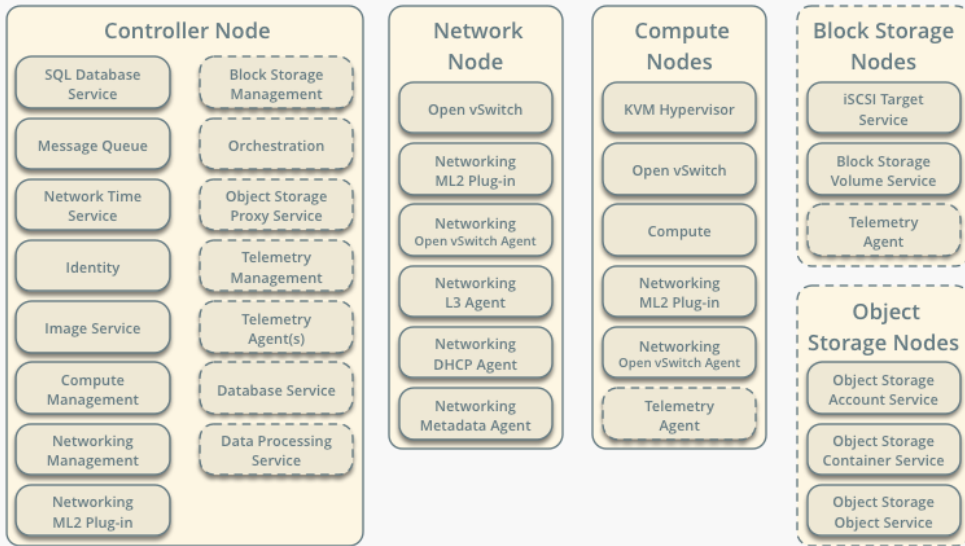 Controller Node
SQL Database
Service
Message Queue
Network Time
Service
Identity
Image Service
Compute
Management
Networking
Management
Networking
ML2 Plug-in
Block Storage
Management
Orchestration
Object Storage
Proxy Service
Telemetry
Management
Telemetry
Agent(s)
Database Service
Data Processing
Service
Network
Node
Open vSwitch
Networking
ML2 Plug-in
Networking
Open vSwitch Agent
Networking
L3 Agent
Networking
DHCP Agent
Networking
Metadata Agent
Compute
Nodes
KVM Hypervisor
Open vSwitch
Compute
Networking
ML2 Plug-in
Networking
Open vSwitch Agent
Telemetry
Agent
Block Storage
Nodes
iSCSI Target
Service
Block Storage
Volume Service
Telemetry
Agent
Object
Storage Nodes
Object Storage
Account Service
Object Storage
Container Service
Object Storage
Object Service